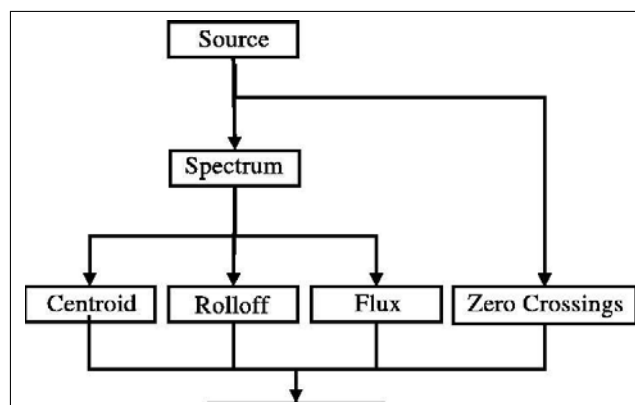 Source
Spectrum
Centroid
Rolloff
Flux
Zero Crossings